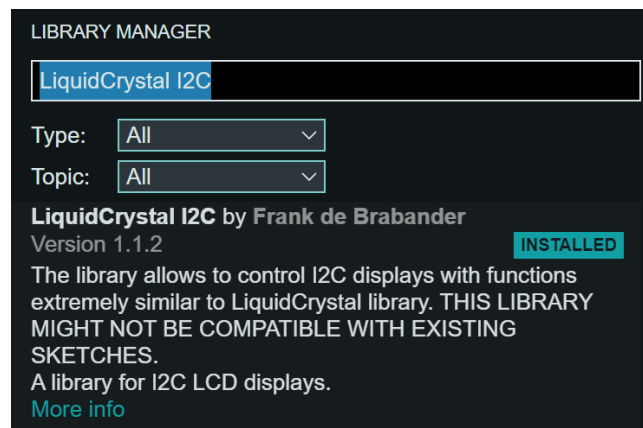 LIBRARY MANAGER
LiquidCrystal I2C
Type: All
Topic: All
LiquidCrystal I2C by Frank de Brabander
Version 1.1.2 INSTALLED
The library allows to control I2C displays with functions
extremely similar to LiquidCrystal library. THIS LIBRARY
MIGHT NOT BE COMPATIBLE WITH EXISTING
SKETCHES.
A library for I2C LCD displays.
More info